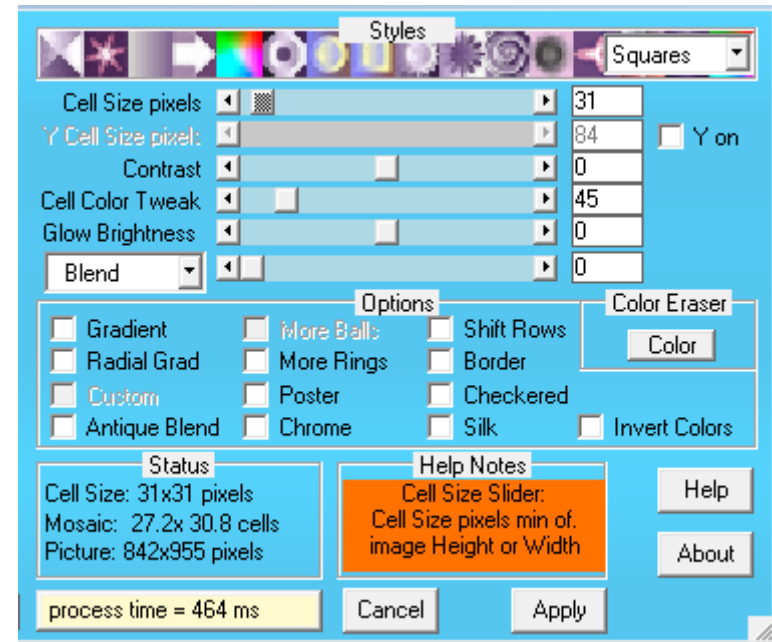 Styles
Squares
Cell Size pixels 31
Y Cell Size pixels 84 Y on
Contrast 0
Cell Color Tweak 45
Glow Brightness 0
Blend 0
Options
Color Eraser
Gradient More Balls Shift Rows Color
Radial Grad More Rings Border
Custom Poster Checkered
Antique Blend Chrome Silk Invert Colors
Status
Cell Size: 31x31 pixels
Mosaic: 27.2x 30.8 cells
Picture: 842x955 pixels
Help Notes
Cell Size Slider:
Cell Size pixels min of.
image Height or Width
Help
About
process time = 464 ms Cancel Apply